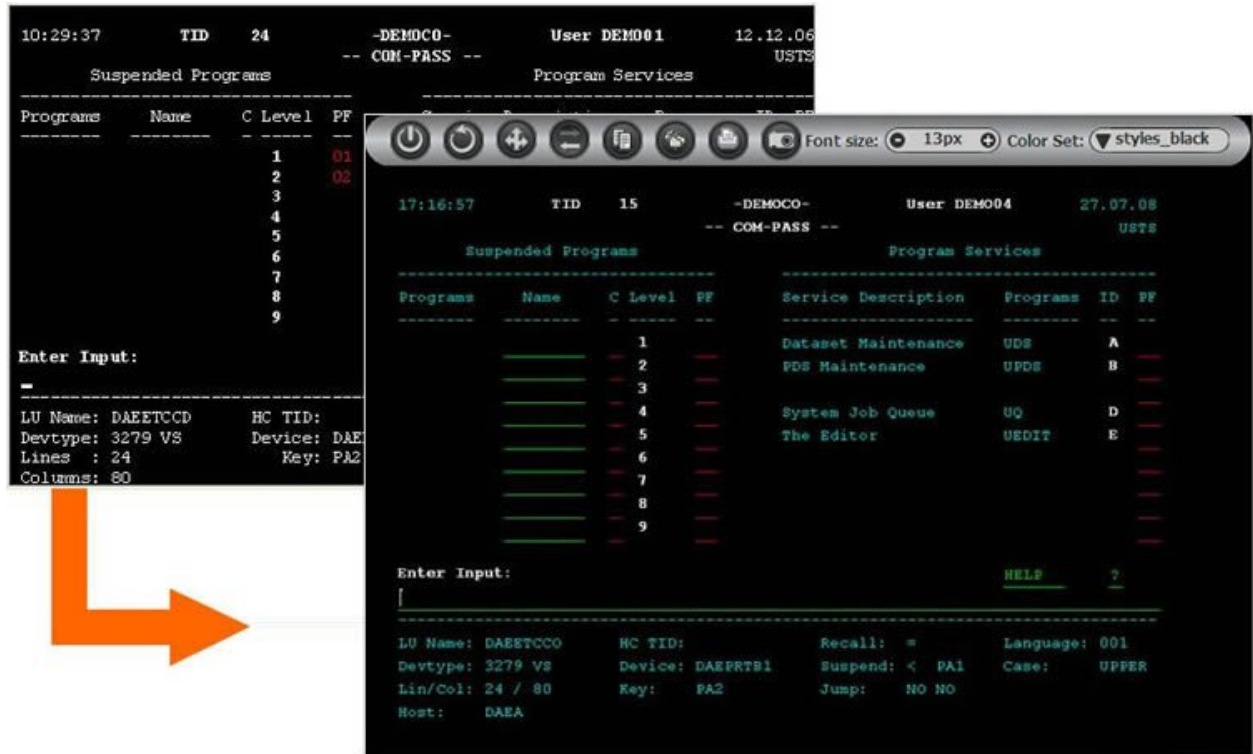 10:29:37 TID 24 -DEMOCO- User DEMO01 12.12.06
-- COM-PASS -- USTS
Suspended Programs Program Services
Programs Name C Level PF
1 01
2 02
3
4
5
6
7
8
9
Enter Input:
LU Name: DAEETCCD HC TID:
Devtype: 3279 VS Device: DAE
Lines : 24 Key: PA2
Columns: 80
Font size: 13px Color Set: styles_black
17:16:57 TID 15 -DEMOCO- User DEMO04 27.07.08
-- COM-PASS -- USTS
Suspended Programs Program Services
Programs Name C Level PF Service Description Programs ID PF
1 Dataset Maintenance UDS A
2 PDS Maintenance UPDS B
3
4 System Job Queue UQ D
5 The Editor UEDIT E
6
7
8
9
Enter Input: HELP ?
LU Name: DAEETCCO HC TID: Recall: = Language: 001
Devtype: 3279 VS Device: DAEPRTB1 Suspend: < PA1 Case: UPPER
Lin/Col: 24 / 80 Key: PA2 Jump: NO NO
Host: DAEA